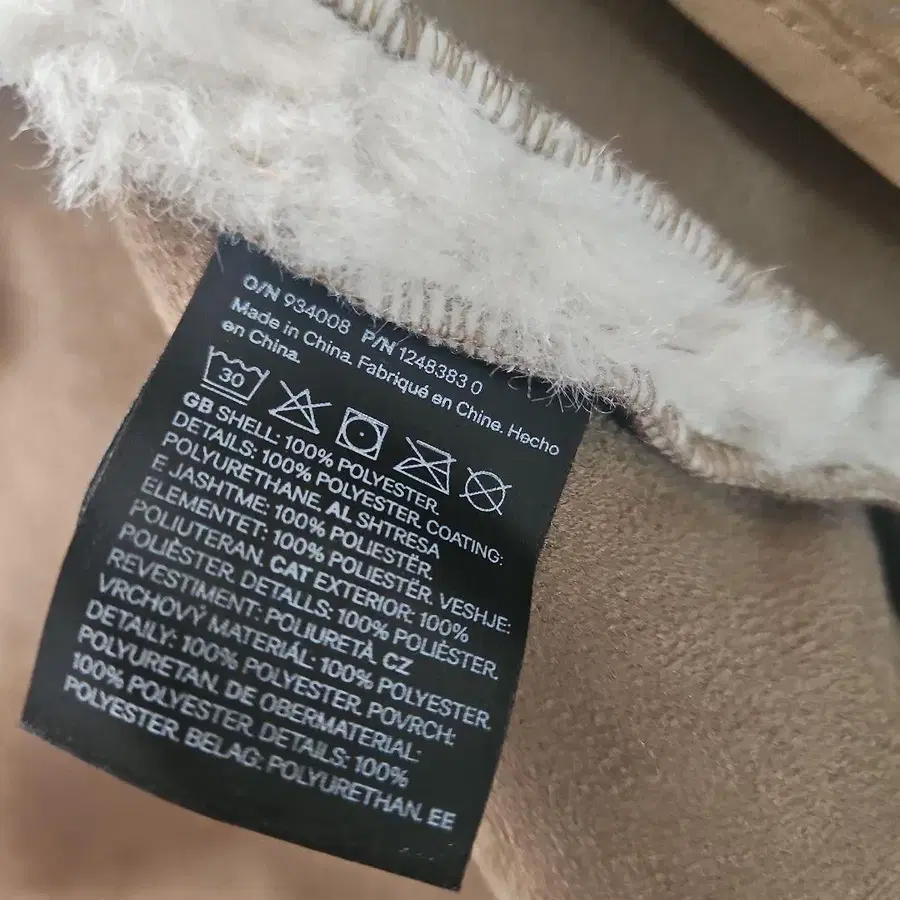 O/N 934008 P/N 1248383 0
Made in China. Fabriqué en Chine. Hecho
en China.
30
GB SHELL: 100% POLYESTER.
DETAILS: 100% POLYESTER. COATING:
POLYURETHANE. AL SHTRESA
E JASHTME: 100% POLIESTËR.
ELEMENTET: 100% POLIESTËR. VESHJE:
POLIUTERAN. CAT EXTERIOR: 100%
POLIÈSTER. DETALLS: 100% POLIÈSTER.
REVESTIMENT: POLIURETÀ. CZ
VRCHOVÝ MATERIÁL: 100% POLYESTER.
DETAILY: 100% POLYESTER. POVRCH:
POLYURETAN. DE OBERMATERIAL:
100% POLYESTER. DETAILS: 100%
POLYESTER. BELAG: POLYURETHAN. EE